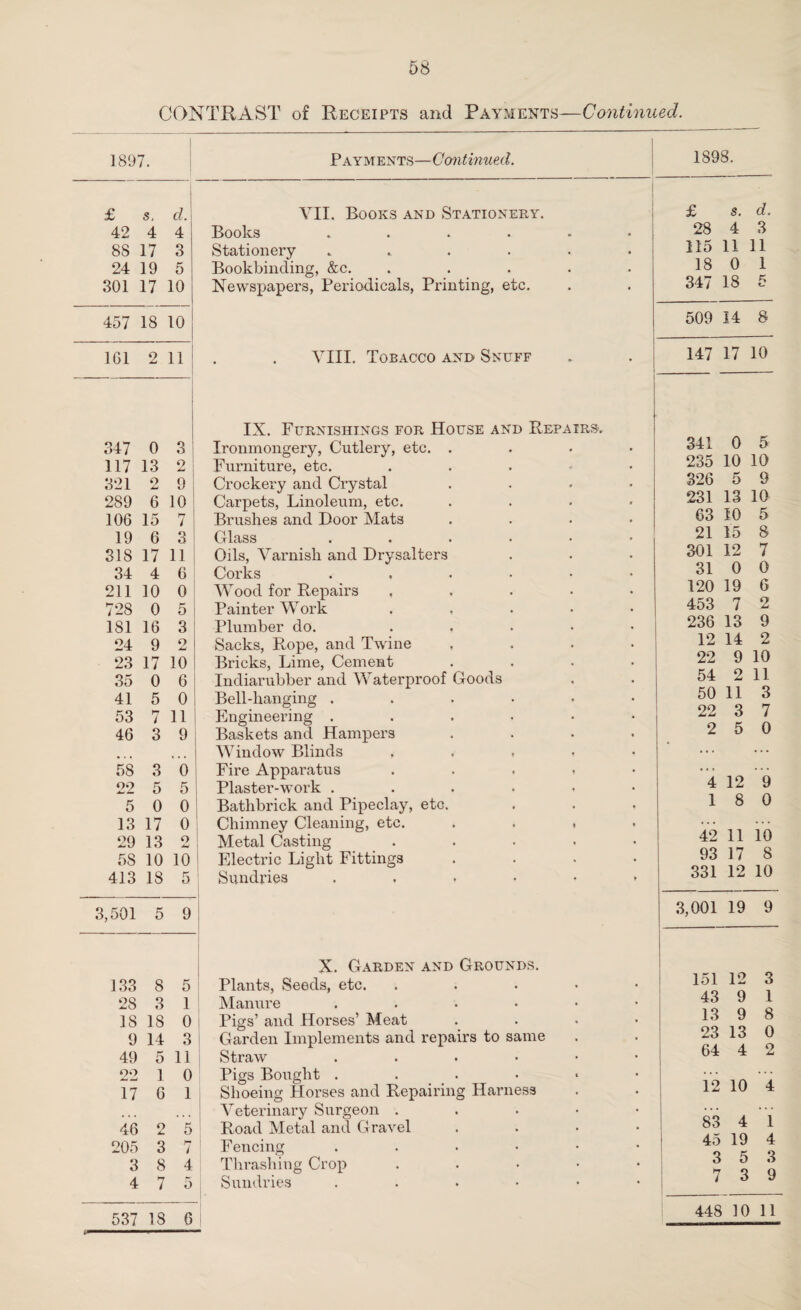 58
CONTRAST of Receipts and Payments—Continued.
1897. Payments—Continued. 1898.
£ s. d. VII. Books and Stationery. £ s. d.
42 4 4 Books . . . . . . 28 4 3
88 17 3 Stationery . . . . . . 115 11 11
24 19 5 Bookbinding, &c. . . . . . 18 0 1
301 17 10 Newspapers, Periodicals, Printing, etc. . . 347 18 5
457 18 10 509 14 8
161 2 11 . . VIII. Tobacco and Snuff . . 147 17 10
IX. Furnishings for House and Repairs.
347 0 3 Ironmongery, Cutlery, etc. . . . . 341 0 5
117 13 2 Furniture, etc. . . . . . 235 10 10
321 2 9 Crockery and Crystal . . . . 326 5 9
289 6 10 Carpets, Linoleum, etc. . . . . 231 13 10
106 15 7 Brushes and Door Mats . . . . 63 10 5
19 6 3 Glass . . . . . . 21 15 8
318 17 11 Oils, Varnish and Drysalters . . . 301 12 7
34 4 6 Corks . . . . . . 31 0 0
211 10 0 Wood for Repairs . . . . . 120 19 6
728 0 5 Painter Work . . . . . 453 7 2
181 16 3 Plumber do. . . . . . 236 13 9
24 9 2 Sacks, Rope, and Twine . . . . 12 14 2
23 17 10 Bricks, Lime, Cement . . . . 22 9 10
35 0 6 Indiarubber and Waterproof Goods . . 54 2 11
41 5 0 Bell-hanging . . . . . . 50 11 3
53 7 11 Engineering . . . . . . 22 3 7
46 3 9 Baskets and Hampers . . . . 2 5 0
... ... Window Blinds . . . . . ... ...
58 3 0 Fire Apparatus . . . . . ... ...
22 5 5 Plaster-work . . . . . . 4 12 9
5 0 0 Bathbrick and Pipeclay, etc. . . . 1 8 0
13 17 0 Chimney Cleaning, etc. . . . . ... ...
29 13 2 Metal Casting . . . . . 42 11 10
58 10 10 Electric Light Fittings . . . . 93 17 8
413 18 5 Sundries . . . . . . 331 12 10
3,501 5 9 3,001 19 9
X. Garden and Grounds.
133 8 5 Plants, Seeds, etc. . . . . . 151 12 3
28 3 1 Manure . . . . . . 43 9 1
18 18 0 Pigs' and Horses' Meat . . . . 13 9 8
9 14 3 Garden Implements and repairs to same . . 23 13 0
49 5 11 Straw . . . . . . 64 4 2
22 1 0 Pigs Bought . . . . . . ... ...
17 6 1 Shoeing Horses and Repairing Harness . . 12 10 4
... ... Veterinary Surgeon . . . . . ... ...
46 2 5 Road Metal and Gravel . . . . 83 4 1
205 3 7 Fencing . . . . . . 45 19 4
3 8 4 Thrashing Crop . . . . . 3 5 3
4 7 5 Sundries . . . . . . 7 3 9
537 18 6 448 10 11